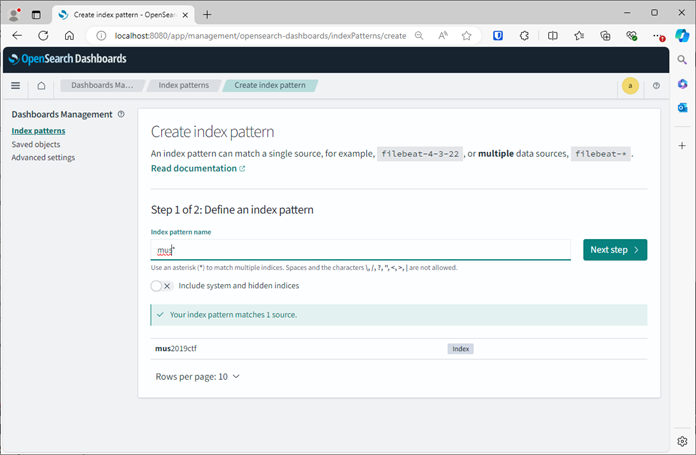 Create index pattern - OpenSearc
localhost:8080/app/management/opensearch-dashboards/indexPatterns/create
OpenSearch Dashboards
Dashboards Ma...
Index patterns
Create index pattern
a
Dashboards Management
Index patterns
Saved objects
Advanced settings
Create index pattern
An index pattern can match a single source, for example, filebeat-4-3-22, or multiple data sources, filebeat-*.
Read documentation
Step 1 of 2: Define an index pattern
Index pattern name
mus*
Next step
Use an asterisk (*) to match multiple indices. Spaces and the characters \, /, ?, ", <, >, | are not allowed.
Include system and hidden indices
Your index pattern matches 1 source.
mus2019ctf
Index
Rows per page: 10